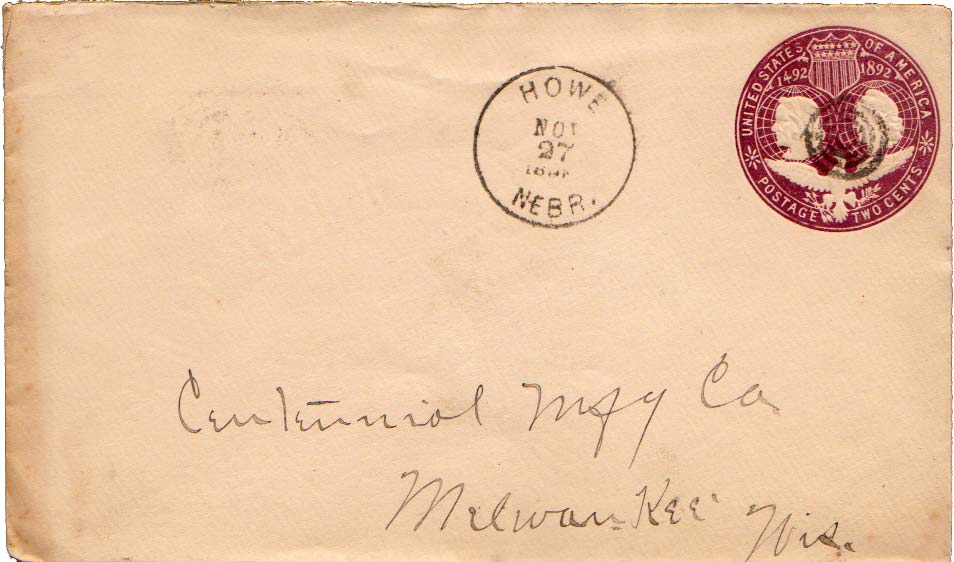 HOWE
NOV
27
NEBR.
UNITED STATES OF AMERICA
1492 1892
POSTAGE TWO CENTS
Centennial Mfg Co
Milwaukee Wis.